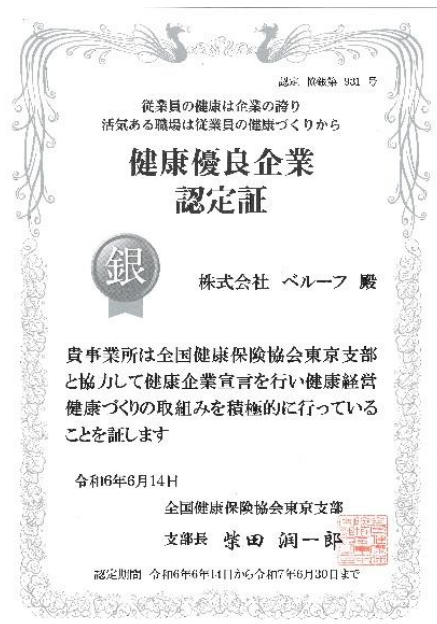 認定 協銀第 931 号
従業員の健康は企業の誇り
活気ある職場は従業員の健康づくりから
健康優良企業
認定証
銀
株式会社 ベルーフ 殿
貴事業所は全国健康保険協会東京支部
と協力して健康企業宣言を行い健康経営
健康づくりの取組みを積極的に行っている
ことを証します
令和6年6月14日
全国健康保険協会東京支部
支部長 柴田 潤一郎
認定期間 令和6年6月14日から令和7年6月30日まで